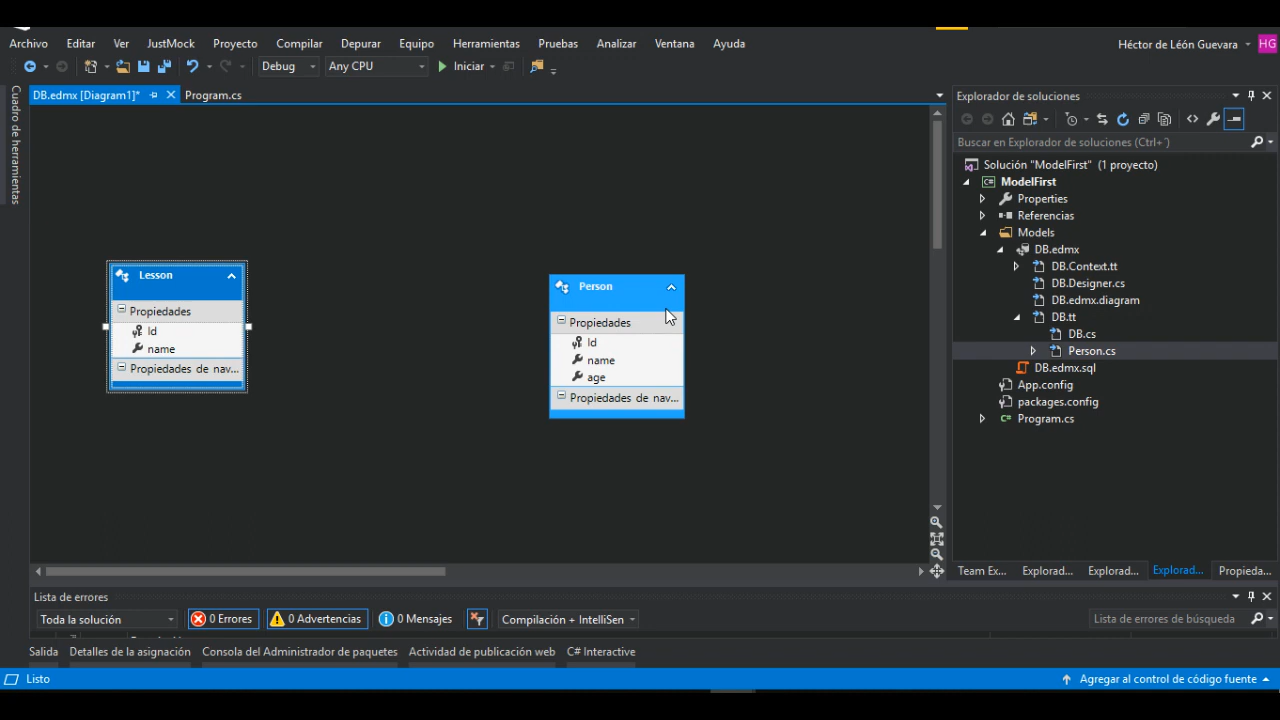 Archivo Editar Ver JustMock Proyecto Compilar Depurar Equipo Herramientas Pruebas Analizar Ventana Ayuda Héctor de León Guevara HG
Debug Any CPU Iniciar
DB.edmx [Diagram1]* Program.cs
Cuadro de herramientas
Lesson
Propiedades
Id
name
Propiedades de nav...
Person
Propiedades
Id
name
age
Propiedades de nav...
Explorador de soluciones
Buscar en Explorador de soluciones (Ctrl+´)
Solución "ModelFirst" (1 proyecto)
ModelFirst
Properties
Referencias
Models
DB.edmx
DB.Context.tt
DB.Designer.cs
DB.edmx.diagram
DB.tt
DB.cs
Person.cs
DB.edmx.sql
App.config
packages.config
Program.cs
Team Ex... Explorad... Explorad... Explorad... Propieda...
Lista de errores
Toda la solución 0 Errores 0 Advertencias 0 Mensajes Compilación + IntelliSen Lista de errores de búsqueda
Salida Detalles de la asignación Consola del Administrador de paquetes Actividad de publicación web C# Interactive
Listo Agregar al control de código fuente